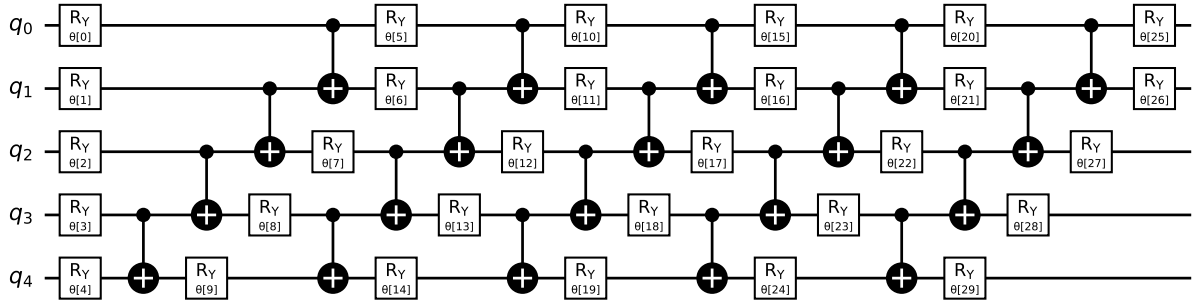 q0 RY θ[0] RY θ[5] RY θ[10] RY θ[15] RY θ[20] RY θ[25]
q1 RY θ[1] RY θ[6] RY θ[11] RY θ[16] RY θ[21] RY θ[26]
q2 RY θ[2] RY θ[7] RY θ[12] RY θ[17] RY θ[22] RY θ[27]
q3 RY θ[3] RY θ[8] RY θ[13] RY θ[18] RY θ[23] RY θ[28]
q4 RY θ[4] RY θ[9] RY θ[14] RY θ[19] RY θ[24] RY θ[29]